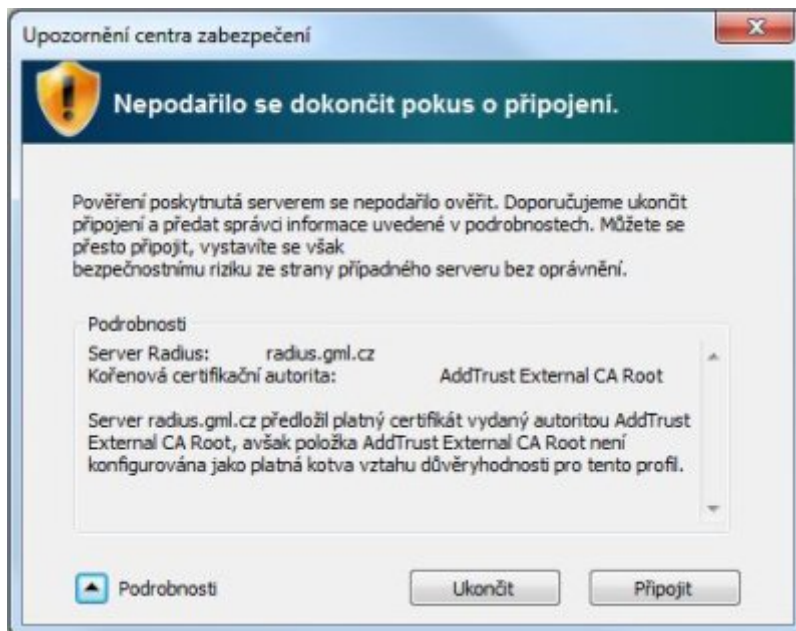 Upozornění centra zabezpečení
Nepodařilo se dokončit pokus o připojení.
Pověření poskytnutá serverem se nepodařilo ověřit. Doporučujeme ukončit
připojení a předat správci informace uvedené v podrobnostech. Můžete se
přesto připojit, vystavíte se však
bezpečnostnímu riziku ze strany případného serveru bez oprávnění.
Podrobnosti
Server Radius: radius.gml.cz
Kořenová certifikační autorita: AddTrust External CA Root
Server radius.gml.cz předložil platný certifikát vydaný autoritou AddTrust
External CA Root, avšak položka AddTrust External CA Root není
konfigurována jako platná kotva vztahu důvěryhodnosti pro tento profil.
Podrobnosti Ukončit Připojit